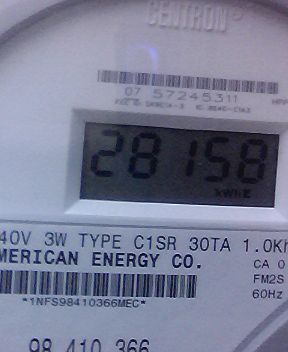 CENTRON®
07 57245311
28158
kWh
40V 3W TYPE C1SR 30TA 1.0Kh
MERICAN ENERGY CO.
CA 0
FM2S
60Hz
*1NFS98410366MEC*
98 410 366